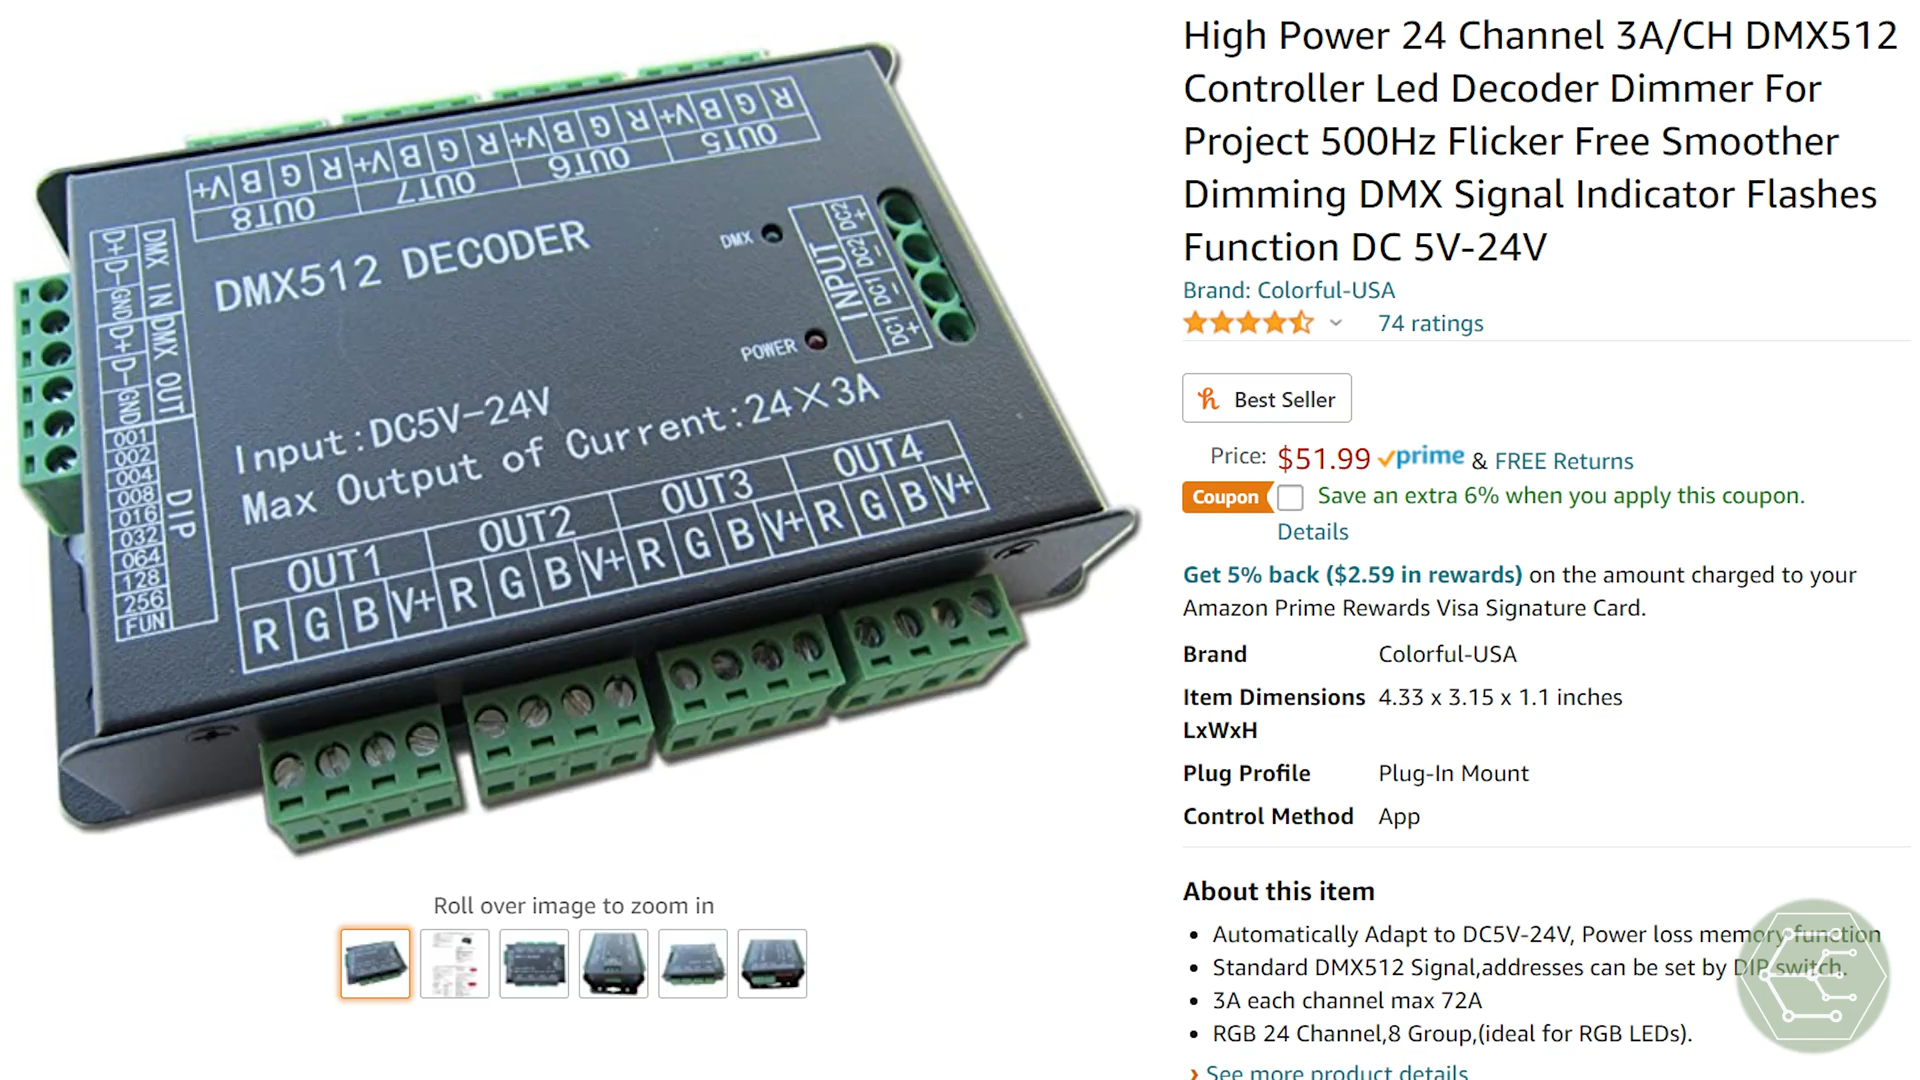 R G B V+ R G B V+ R G B V+ R G B V+
OUT5
OUT6
OUT7
OUT8
DMX IN
D+ D- GND
DMX OUT
D+ D- GND
DIP
001
002
004
008
016
032
064
128
256
FUN
DMX512 DECODER
DMX
POWER
INPUT
DC2 +
DC2 -
DC1 -
DC1 +
Input:DC5V-24V
Max Output of Current:24×3A
OUT1
OUT2
OUT3
OUT4
R G B V+ R G B V+ R G B V+ R G B V+
Roll over image to zoom in
High Power 24 Channel 3A/CH DMX512
Controller Led Decoder Dimmer For
Project 500Hz Flicker Free Smoother
Dimming DMX Signal Indicator Flashes
Function DC 5V-24V
Brand: Colorful-USA
74 ratings
Best Seller
Price: $51.99 prime & FREE Returns
Coupon Save an extra 6% when you apply this coupon.
Details
Get 5% back ($2.59 in rewards) on the amount charged to your
Amazon Prime Rewards Visa Signature Card.
Brand Colorful-USA
Item Dimensions 4.33 x 3.15 x 1.1 inches
LxWxH
Plug Profile Plug-In Mount
Control Method App
About this item
• Automatically Adapt to DC5V-24V, Power loss memory function
• Standard DMX512 Signal,addresses can be set by DIP switch.
• 3A each channel max 72A
• RGB 24 Channel,8 Group,(ideal for RGB LEDs).
› See more product details